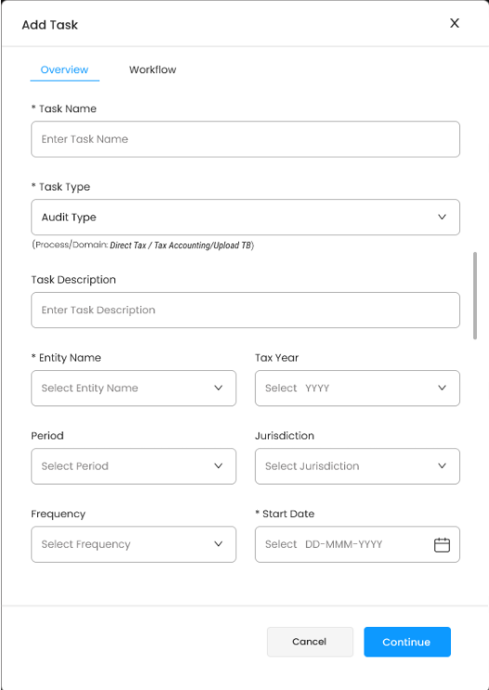 Add Task
Overview Workflow
* Task Name
Enter Task Name
* Task Type
Audit Type
(Process/Domain: Direct Tax / Tax Accounting/Upload TB)
Task Description
Enter Task Description
* Entity Name Tax Year
Select Entity Name Select YYYY
Period Jurisdiction
Select Period Select Jurisdiction
Frequency * Start Date
Select Frequency Select DD-MMM-YYYY
Cancel Continue